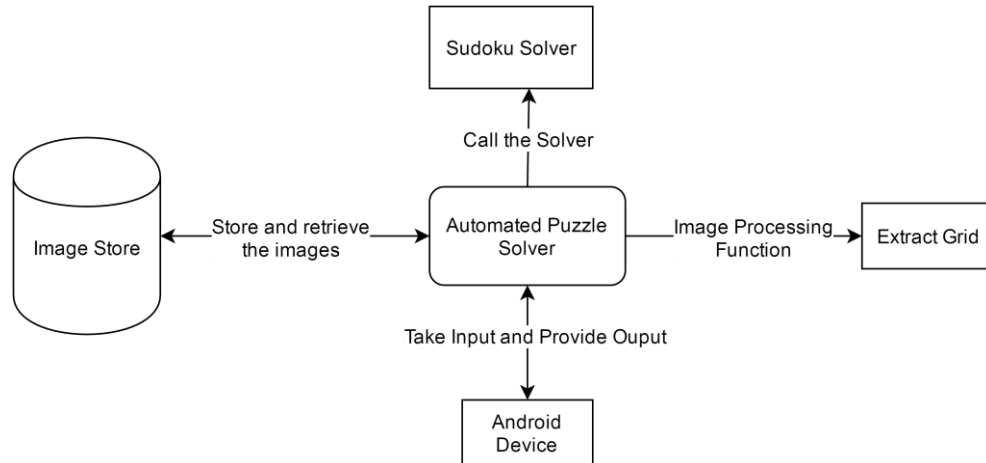 Sudoku Solver
Call the Solver
Image Store
Store and retrieve
the images
Automated Puzzle
Solver
Image Processing
Function
Extract Grid
Take Input and Provide Ouput
Android
Device